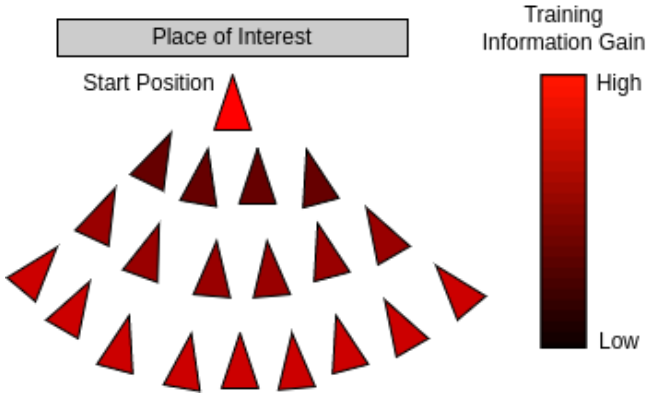 Training
Information Gain
Place of Interest
Start Position
High
Low